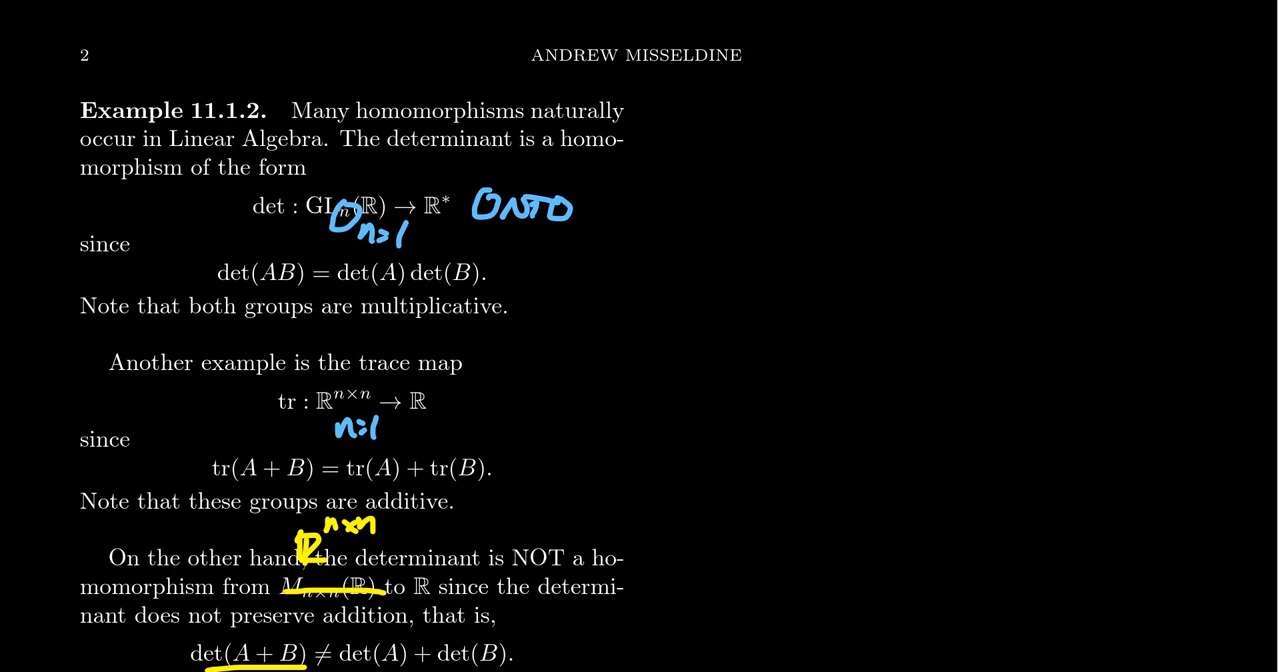 2 ANDREW MISSELDINE
Example 11.1.2. Many homomorphisms naturally
occur in Linear Algebra. The determinant is a homo-
morphism of the form
det : GLₙ(ℝ) → ℝ* ONTO
n=1
since
det(AB) = det(A) det(B).
Note that both groups are multiplicative.
Another example is the trace map
tr : ℝⁿˣⁿ → ℝ
n=1
since
tr(A + B) = tr(A) + tr(B).
Note that these groups are additive.
ℝⁿˣⁿ
On the other hand, the determinant is NOT a ho-
momorphism from Mₙ×ₙ(ℝ) to ℝ since the determi-
nant does not preserve addition, that is,
det(A + B) ≠ det(A) + det(B).